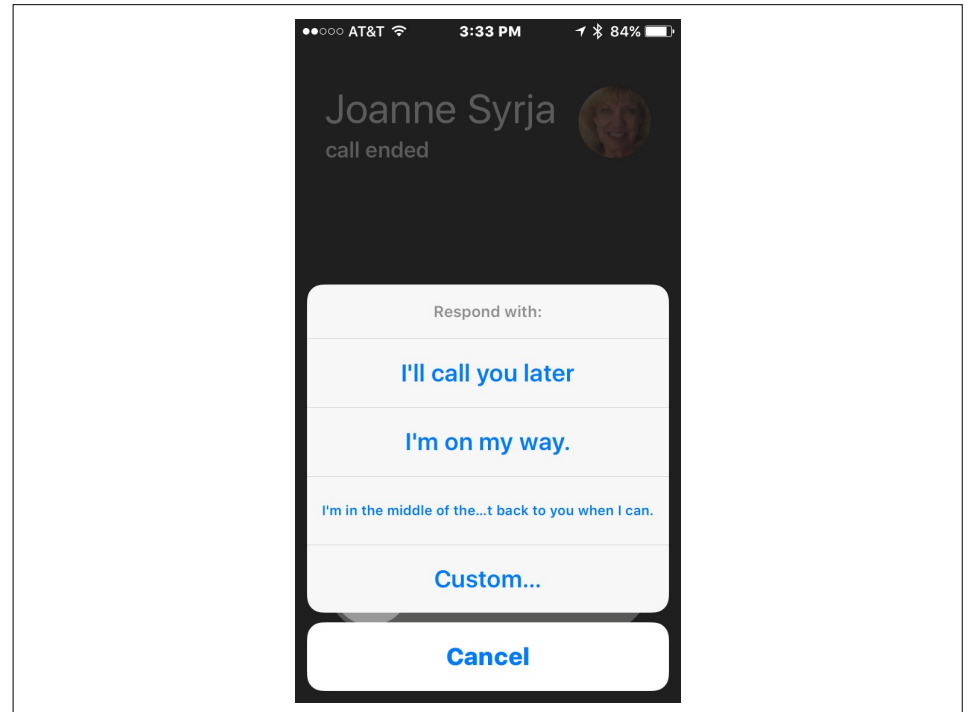 AT&T 3:33 PM 84%
Joanne Syrja
call ended
Respond with:
I'll call you later
I'm on my way.
I'm in the middle of the...t back to you when I can.
Custom...
Cancel